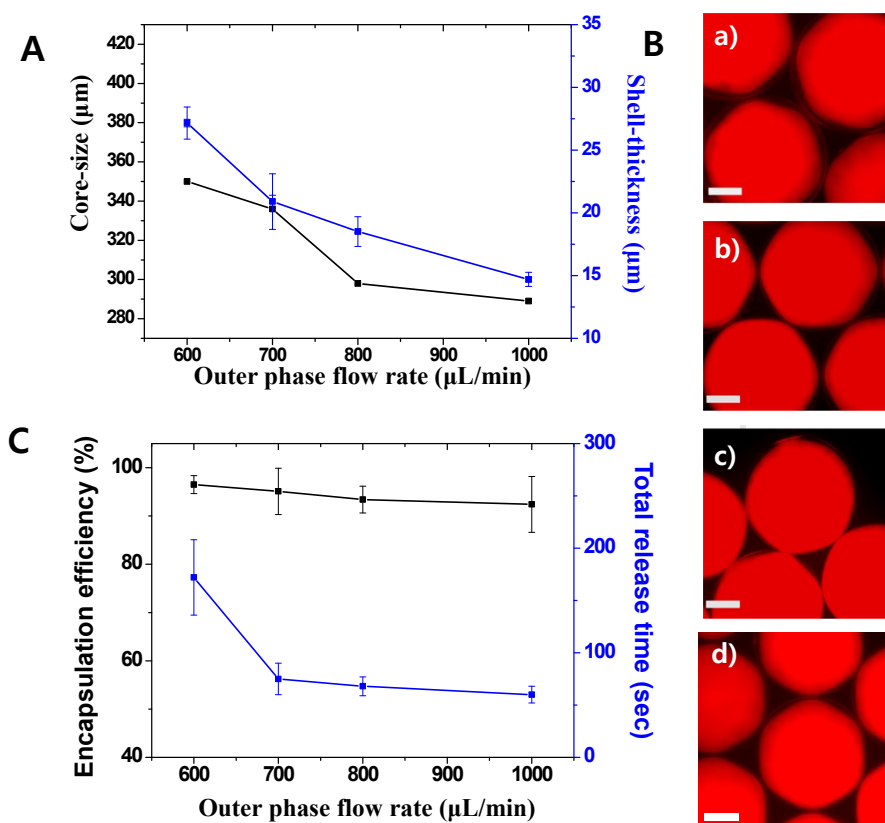 A
Core-size (μm)
420
400
380
360
340
320
300
280
35
30
25
20
15
10
Shell-thickness (μm)
600
700
800
900
1000
Outer phase flow rate (μL/min)
B
a)
b)
c)
d)
C
Encapsulation efficiency (%)
100
80
60
40
300
200
100
0
Total release time (sec)
600
700
800
900
1000
Outer phase flow rate (μL/min)